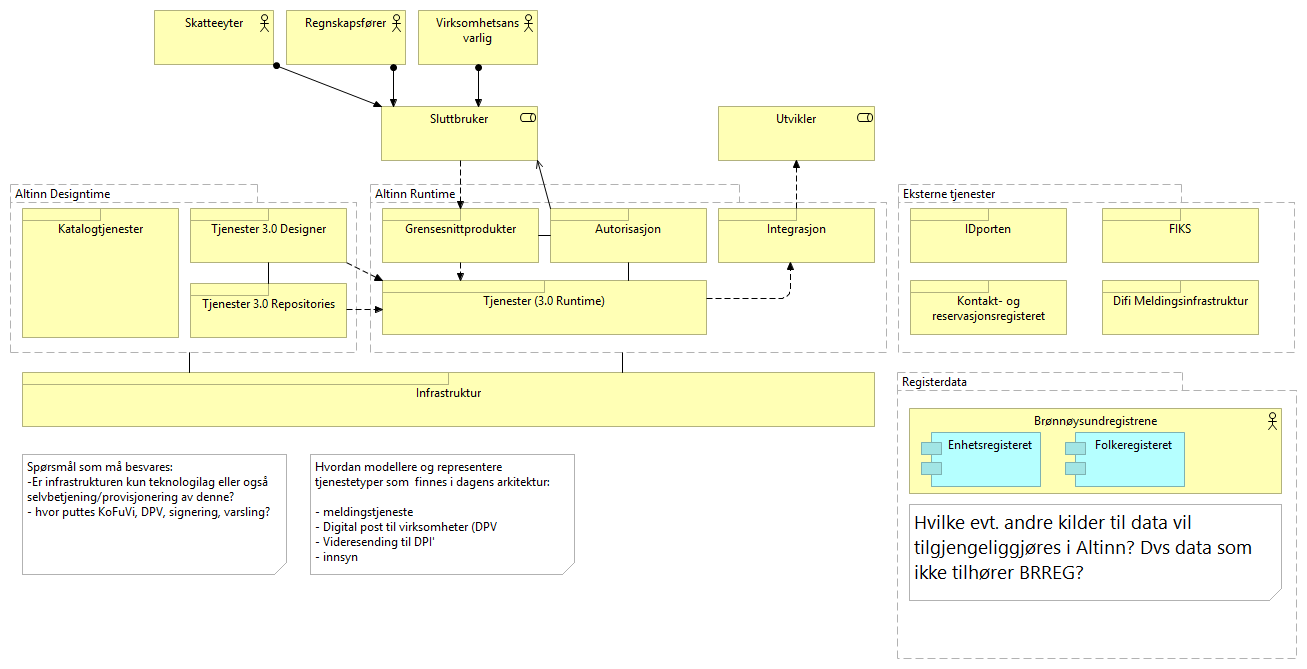 Skatteeyter
Regnskapsfører
Virksomhetsans
varlig
Sluttbruker
Utvikler
Altinn Designtime
Altinn Runtime
Eksterne tjenester
Katalogtjenester
Tjenester 3.0 Designer
Grensesnittprodukter
Autorisasjon
Integrasjon
IDporten
FIKS
Tjenester 3.0 Repositories
Tjenester (3.0 Runtime)
Kontakt- og
reservasjonsregisteret
Difi Meldingsinfrastruktur
Infrastruktur
Registerdata
Brønnøysundregistrene
Enhetsregisteret
Folkeregisteret
Spørsmål som må besvares:
-Er infrastrukturen kun teknologilag eller også
selvbetjening/provisjonering av denne?
- hvor puttes KoFuVi, DPV, signering, varsling?
Hvordan modellere og representere
tjenestetyper som  finnes i dagens arkitektur:
- meldingstjeneste
- Digital post til virksomheter (DPV
- Videresending til DPI'
- innsyn
Hvilke evt. andre kilder til data vil
tilgjengeliggjøres i Altinn? Dvs data som
ikke tilhører BRREG?